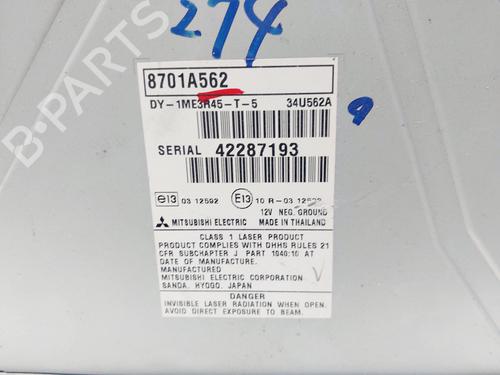 274
8701A562
DY-1ME3R45-T-5 34U562A
9
SERIAL 42287193
e13 03 12592 E13 10 R-03 12592
12V NEG. GROUND
MITSUBISHI ELECTRIC MADE IN THAILAND
CLASS 1 LASER PRODUCT
PRODUCT COMPLIES WITH DHHS RULES 21
CFR SUBCHAPTER J PART 1040:10 AT
DATE OF MANUFACTURE.
MANUFACTURED
MITSUBISHI ELECTRIC CORPORATION
SANDA, HYOGO, JAPAN
V
DANGER
INVISIBLE LASER RADIATION WHEN OPEN.
AVOID DIRECT EXPOSURE TO BEAM.